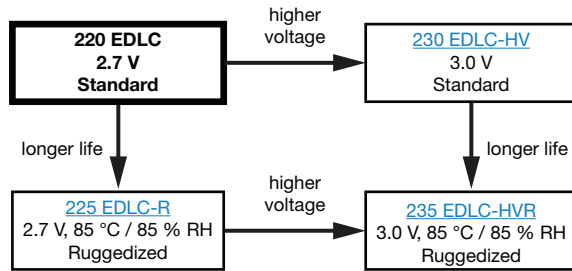 220 EDLC
2.7 V
Standard
higher
voltage
230 EDLC-HV
3.0 V
Standard
longer life
longer life
225 EDLC-R
2.7 V, 85 °C / 85 % RH
Ruggedized
higher
voltage
235 EDLC-HVR
3.0 V, 85 °C / 85 % RH
Ruggedized